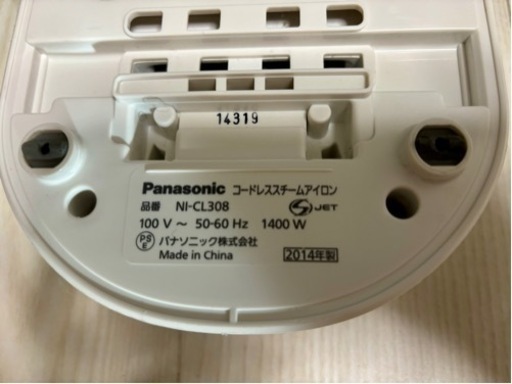 14319
Panasonic コードレススチームアイロン
品番 NI-CL308 S JET
100 V ～ 50-60 Hz 1400 W
PSE パナソニック株式会社
Made in China 2014年製